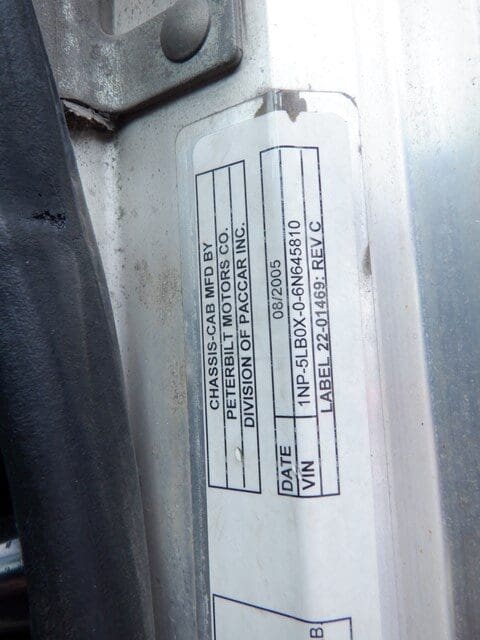 CHASSIS-CAB MFD BY
PETERBILT MOTORS CO.
DIVISION OF PACCAR INC.
DATE 08/2005
VIN 1NP-5LB0X-0-6N645810
LABEL 22-01469: REV C
B